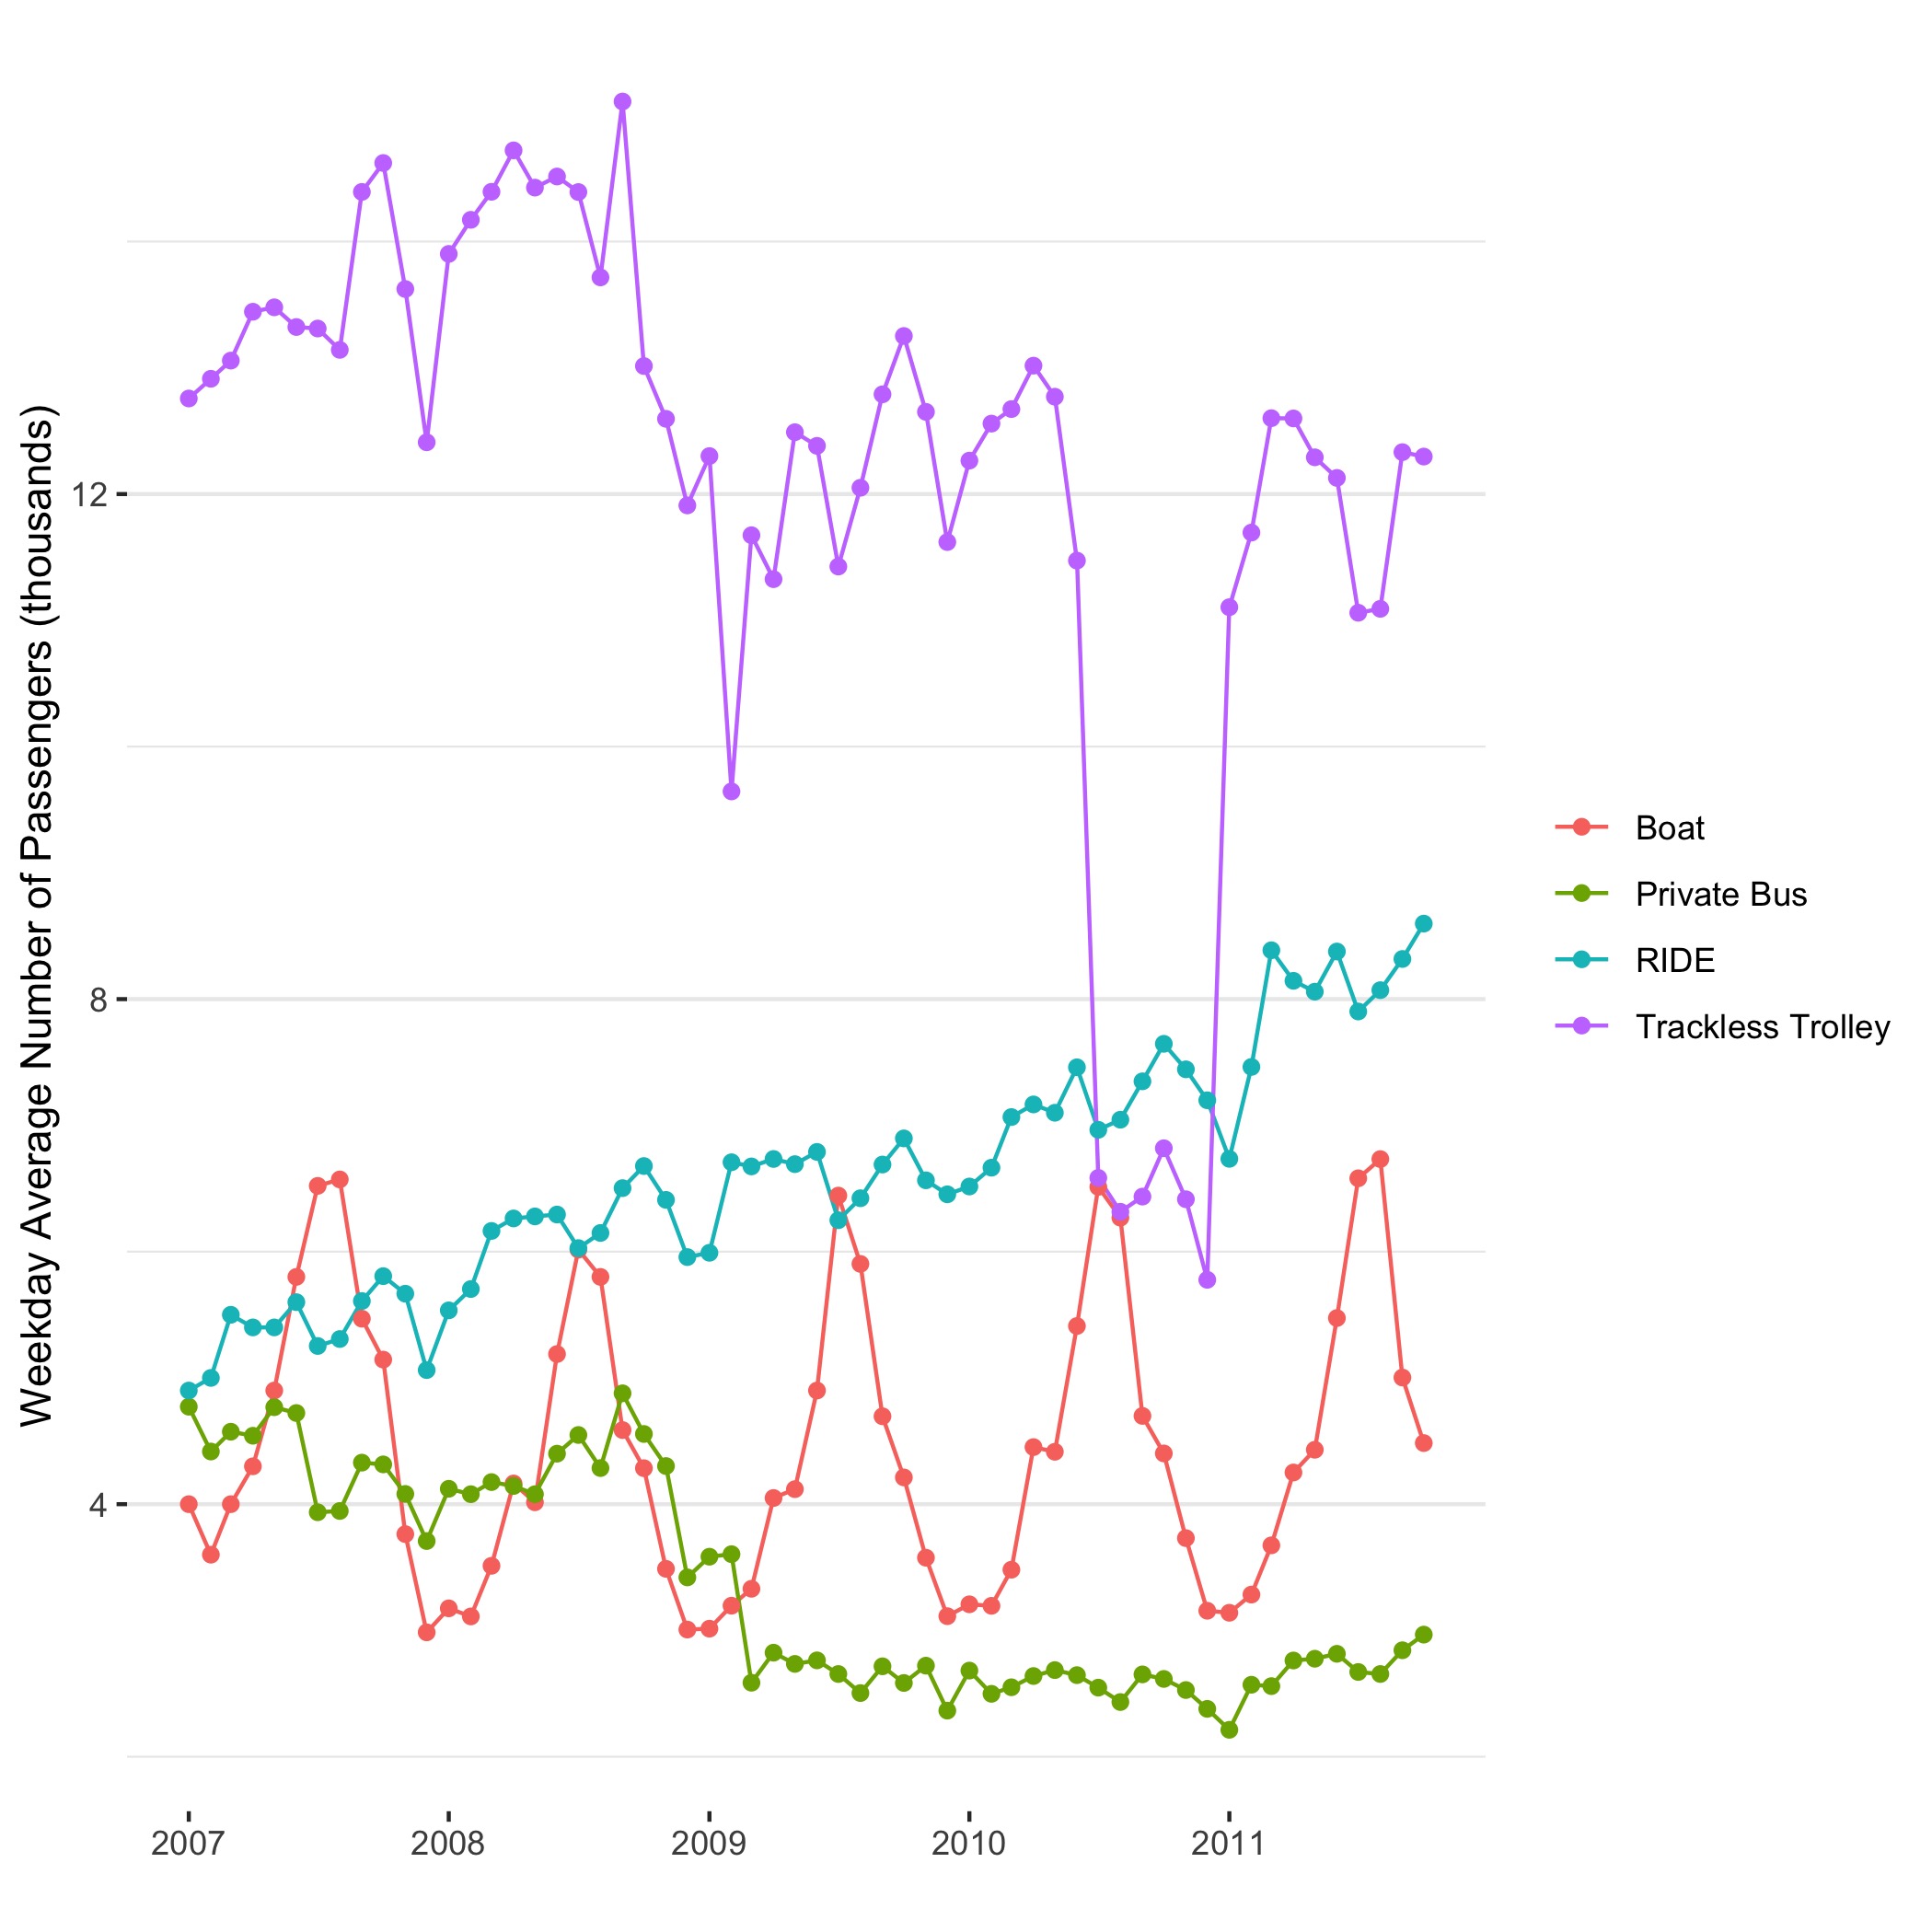 Weekday Average Number of Passengers (thousands)
12
8
4
2007
2008
2009
2010
2011
Boat
Private Bus
RIDE
Trackless Trolley